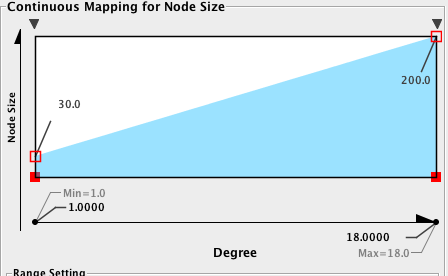 Continuous Mapping for Node Size
200.0
30.0
Node Size
Min=1.0
1.0000
18.0000
Degree
Max=18.0
Range Setting